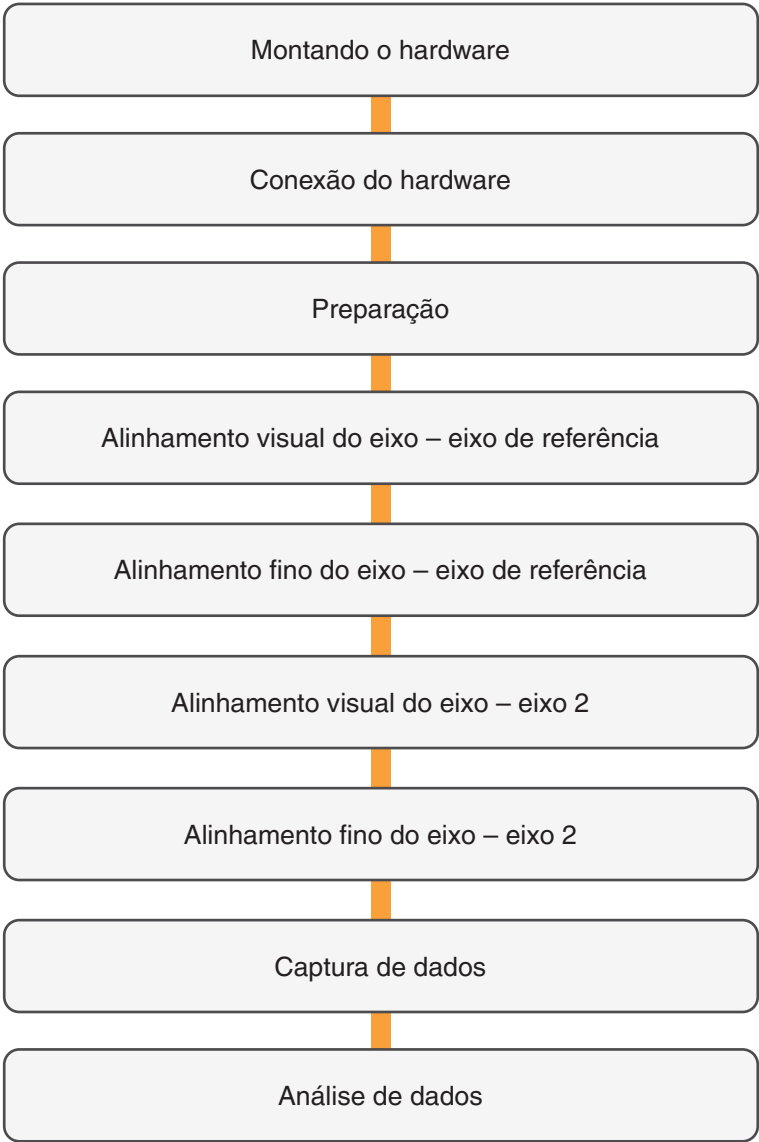 Montando o hardware
Conexão do hardware
Preparação
Alinhamento visual do eixo – eixo de referência
Alinhamento fino do eixo – eixo de referência
Alinhamento visual do eixo – eixo 2
Alinhamento fino do eixo – eixo 2
Captura de dados
Análise de dados